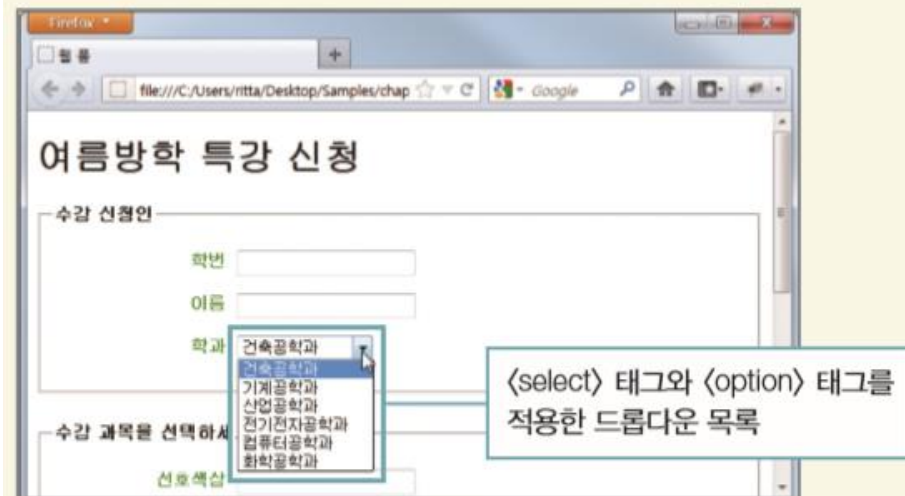 Firefox
웹 폼
file:///C:/Users/ritta/Desktop/Samples/chap
Google
여름방학 특강 신청
수강 신청인
학번
이름
학과 건축공학과
건축공학과
기계공학과
산업공학과
전기전자공학과
컴퓨터공학과
화학공학과
〈select〉 태그와 〈option〉 태그를
적용한 드롭다운 목록
수강 과목을 선택하세
선호색상